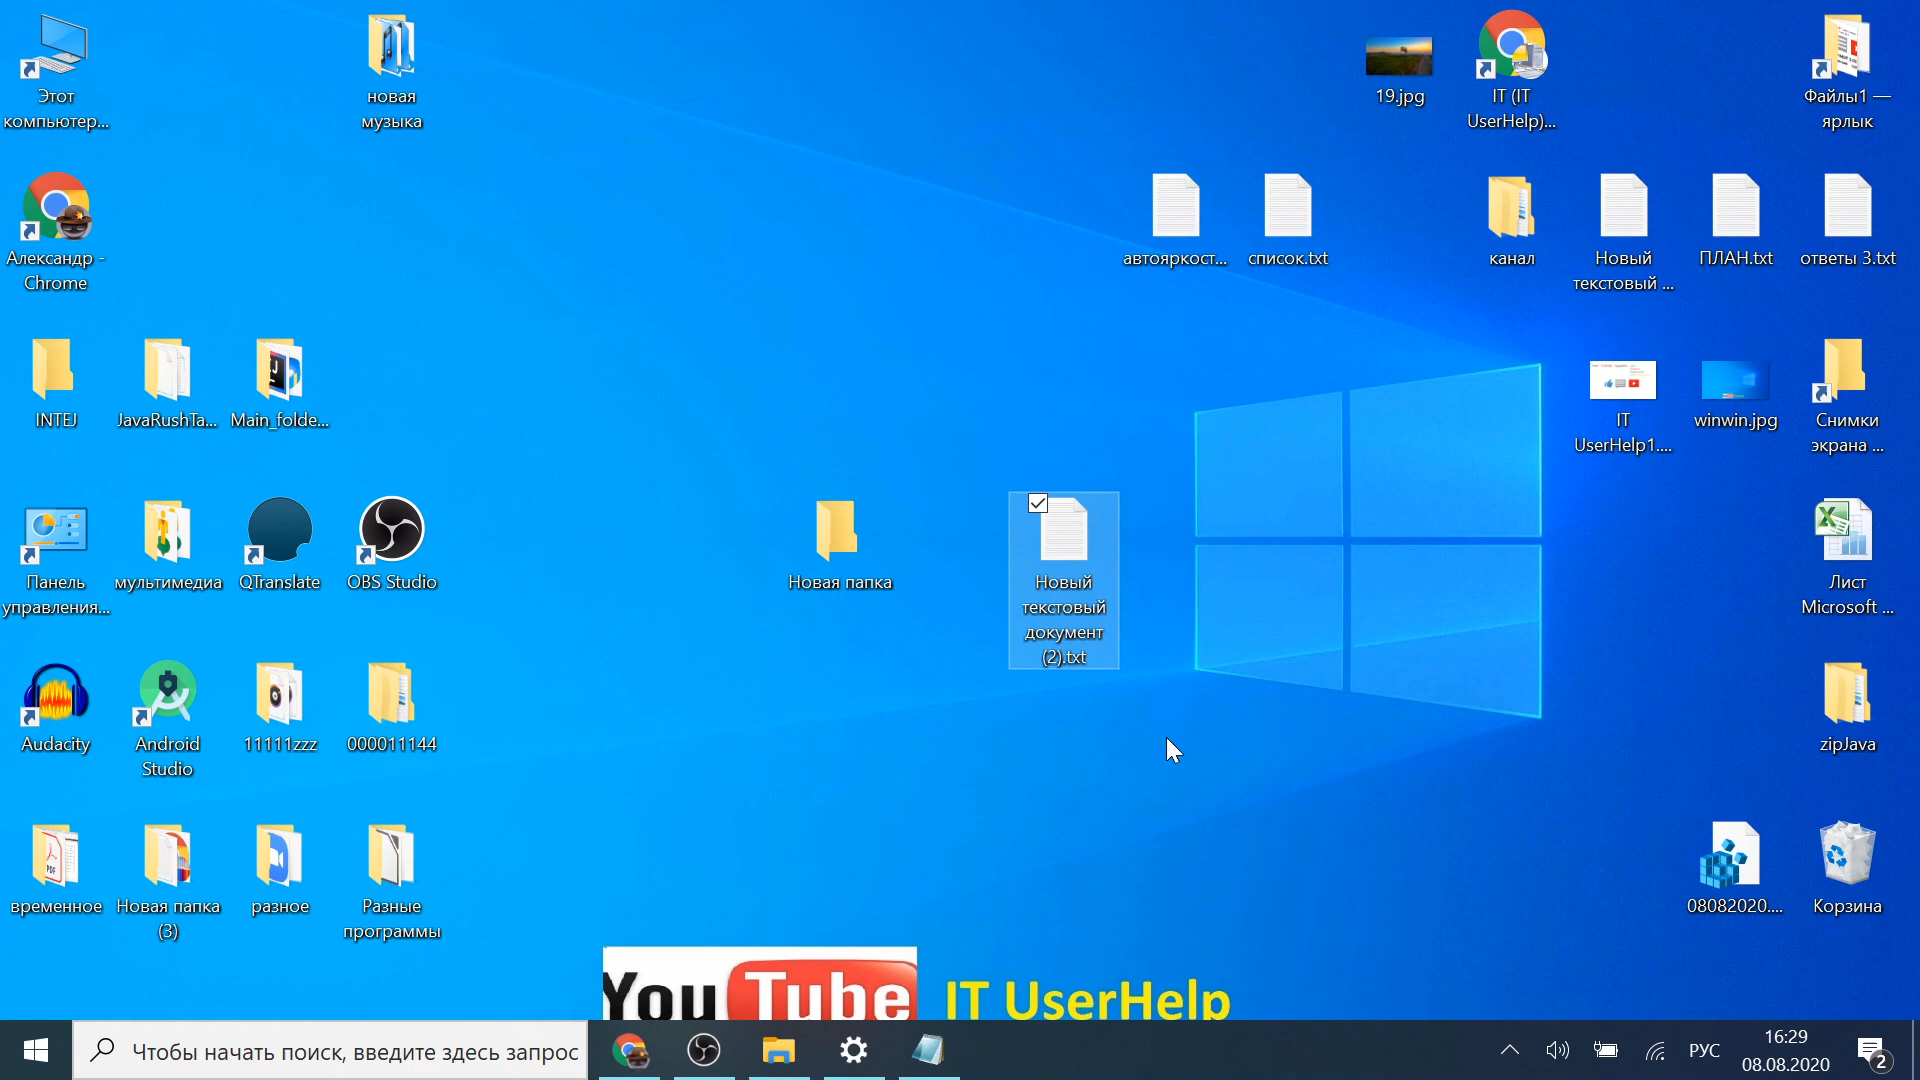 Этот
компьютер...
новая
музыка
19.jpg
IT (IT
UserHelp)...
Файлы1 —
ярлык
Александр -
Chrome
автояркост...
список.txt
канал
Новый
текстовый ...
ПЛАН.txt
ответы 3.txt
INTEJ
JavaRushTa...
Main_folde...
IT
UserHelp1....
winwin.jpg
Снимки
экрана ...
Панель
управления...
мультимедиа
QTranslate
OBS Studio
Новая папка
Новый
текстовый
документ
(2).txt
Лист
Microsoft ...
Audacity
Android
Studio
11111zzz
000011144
zipJava
временное
Новая папка
(3)
разное
Разные
программы
08082020....
Корзина
YouTube
IT UserHelp
Чтобы начать поиск, введите здесь запрос
РУС
16:29
08.08.2020
2